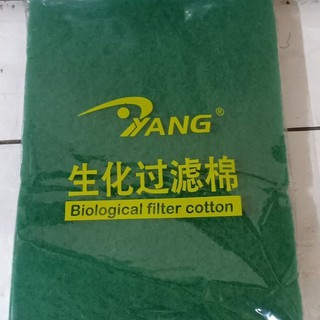 YANG®
生化过滤棉
Biological filter cotton